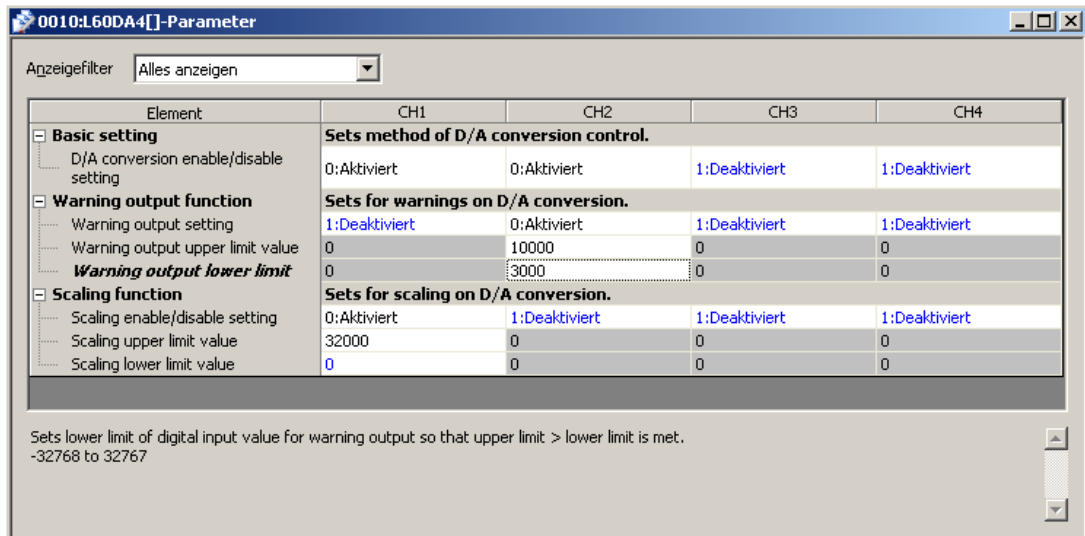 0010:L60DA4[]-Parameter
Anzeigefilter Alles anzeigen
Element CH1 CH2 CH3 CH4
Basic setting Sets method of D/A conversion control.
D/A conversion enable/disable setting 0:Aktiviert 0:Aktiviert 1:Deaktiviert 1:Deaktiviert
Warning output function Sets for warnings on D/A conversion.
Warning output setting 1:Deaktiviert 0:Aktiviert 1:Deaktiviert 1:Deaktiviert
Warning output upper limit value 0 10000 0 0
Warning output lower limit 0 3000 0 0
Scaling function Sets for scaling on D/A conversion.
Scaling enable/disable setting 0:Aktiviert 1:Deaktiviert 1:Deaktiviert 1:Deaktiviert
Scaling upper limit value 32000 0 0 0
Scaling lower limit value 0 0 0 0
Sets lower limit of digital input value for warning output so that upper limit > lower limit is met.
-32768 to 32767